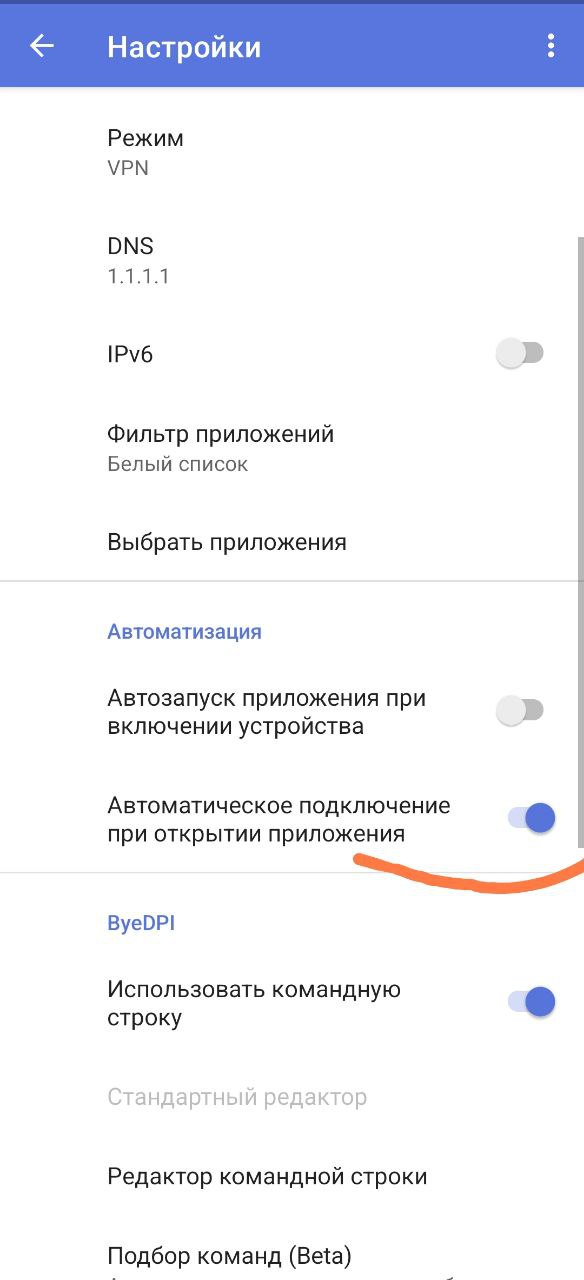 Настройки
Режим
VPN
DNS
1.1.1.1
IPv6
Фильтр приложений
Белый список
Выбрать приложения
Автоматизация
Автозапуск приложения при
включении устройства
Автоматическое подключение
при открытии приложения
ByeDPI
Использовать командную
строку
Стандартный редактор
Редактор командной строки
Подбор команд (Beta)